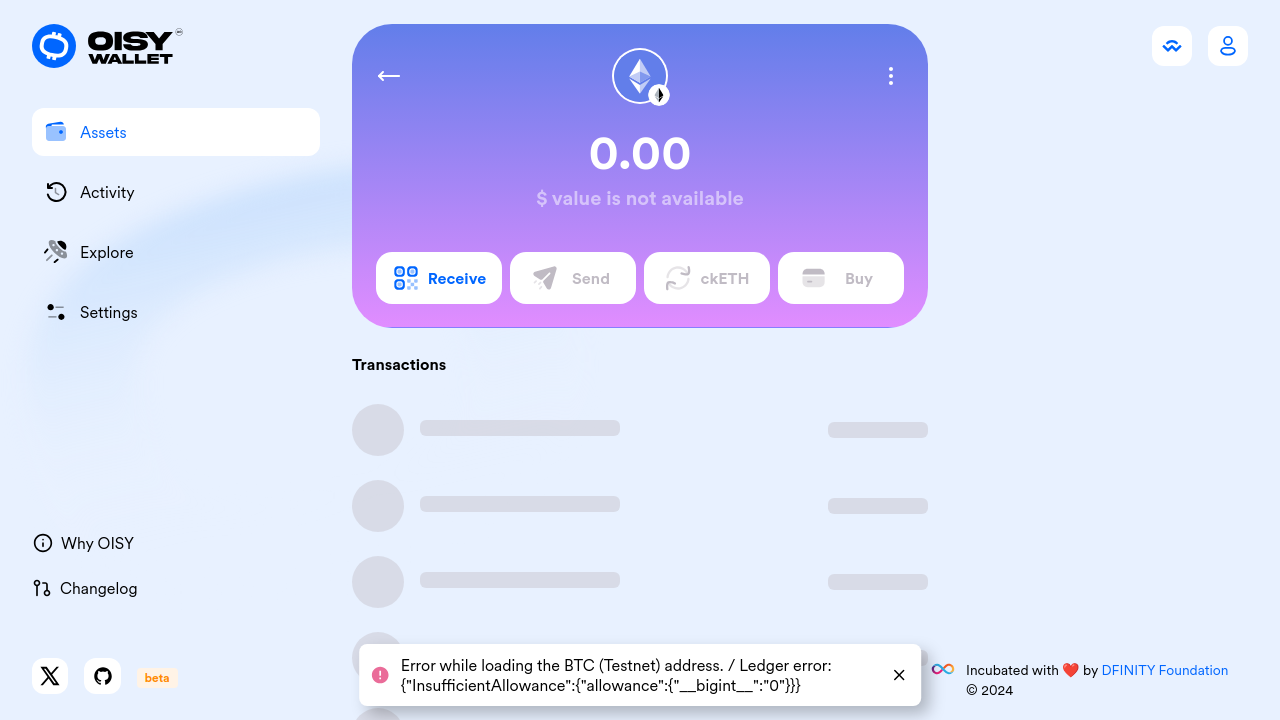 OISY
WALLET
Assets
Activity
Explore
Settings
Why OISY
Changelog
beta
0.00
$ value is not available
Receive
Send
ckETH
Buy
Transactions
Error while loading the BTC (Testnet) address. / Ledger error:
{"InsufficientAllowance":{"allowance":{"__bigint__":"0"}}}
Incubated with ❤️ by DFINITY Foundation
© 2024